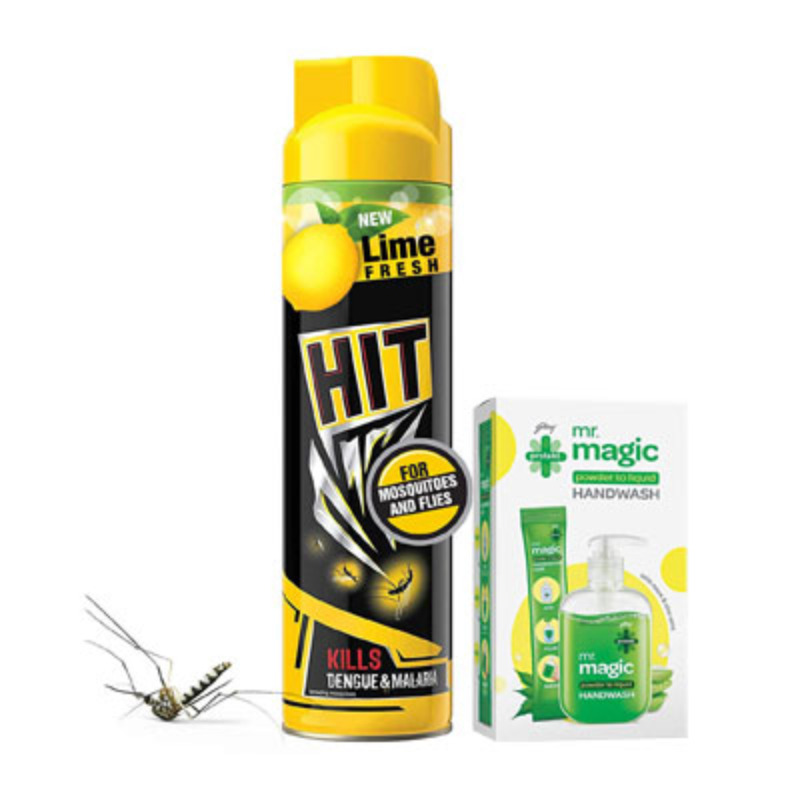 NEW
Lime
FRESH
HIT
FOR
MOSQUITOES
AND FLIES
KILLS
DENGUE & MALARIA
Godrej
protekt
mr.
magic
powder to liquid
HANDWASH
mr.
magic
mr.
magic
powder to liquid
HANDWASH